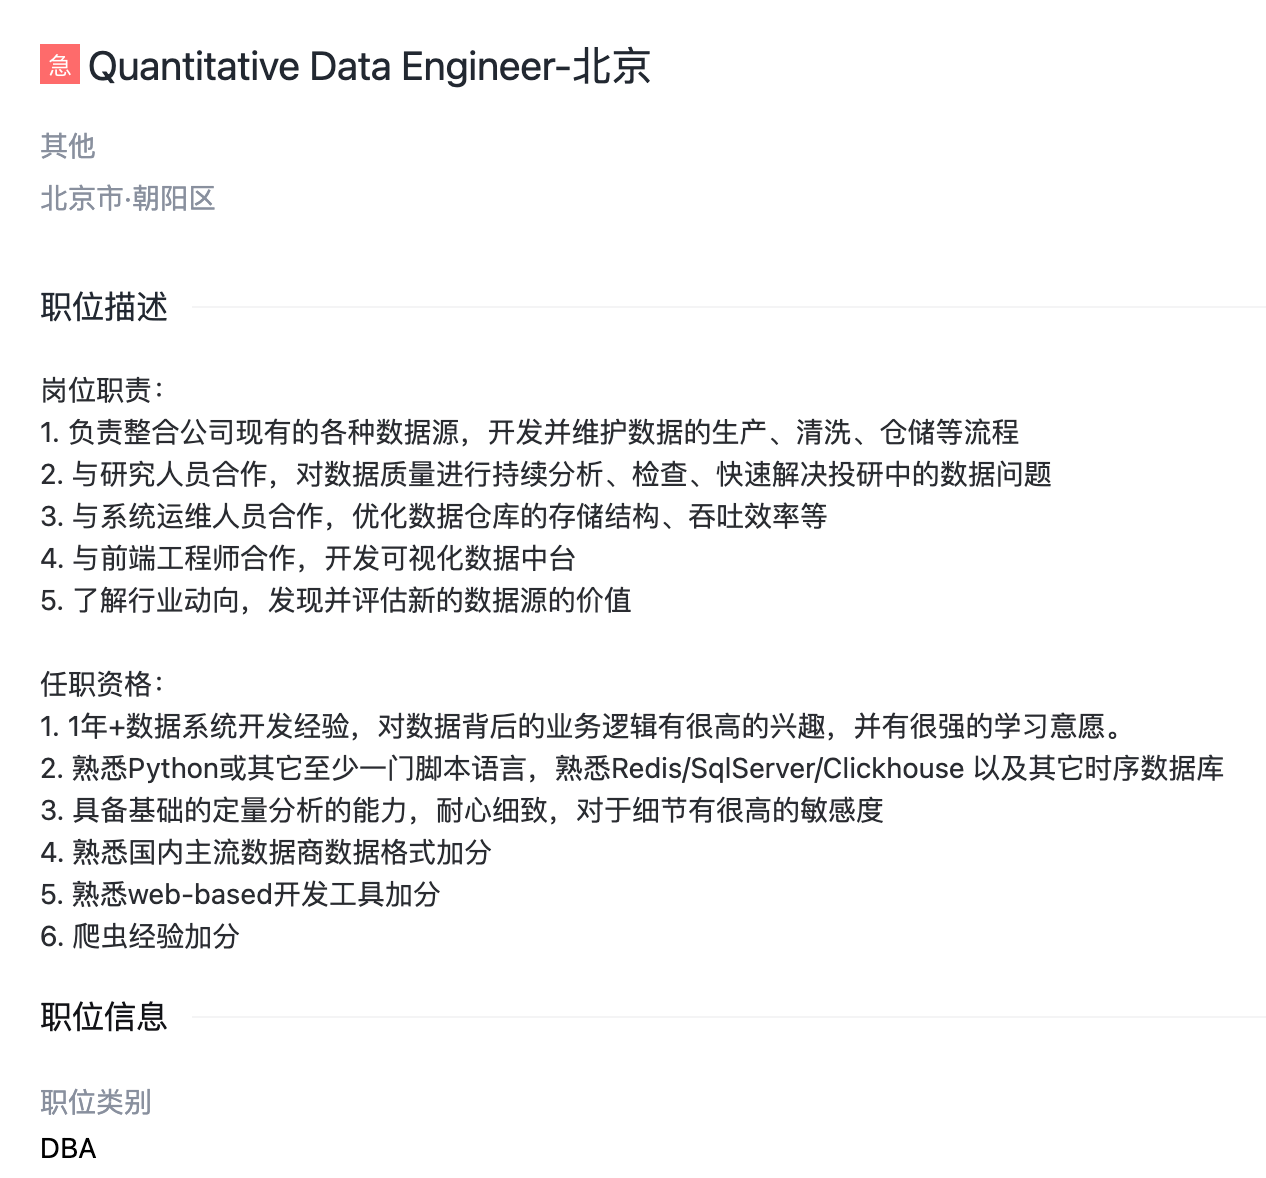 急 Quantitative Data Engineer-北京
其他
北京市·朝阳区
职位描述
岗位职责：
1. 负责整合公司现有的各种数据源，开发并维护数据的生产、清洗、仓储等流程
2. 与研究人员合作，对数据质量进行持续分析、检查、快速解决投研中的数据问题
3. 与系统运维人员合作，优化数据仓库的存储结构、吞吐效率等
4. 与前端工程师合作，开发可视化数据中台
5. 了解行业动向，发现并评估新的数据源的价值
任职资格：
1. 1年+数据系统开发经验，对数据背后的业务逻辑有很高的兴趣，并有很强的学习意愿。
2. 熟悉Python或其它至少一门脚本语言，熟悉Redis/SqlServer/Clickhouse 以及其它时序数据库
3. 具备基础的定量分析的能力，耐心细致，对于细节有很高的敏感度
4. 熟悉国内主流数据商数据格式加分
5. 熟悉web-based开发工具加分
6. 爬虫经验加分
职位信息
职位类别
DBA